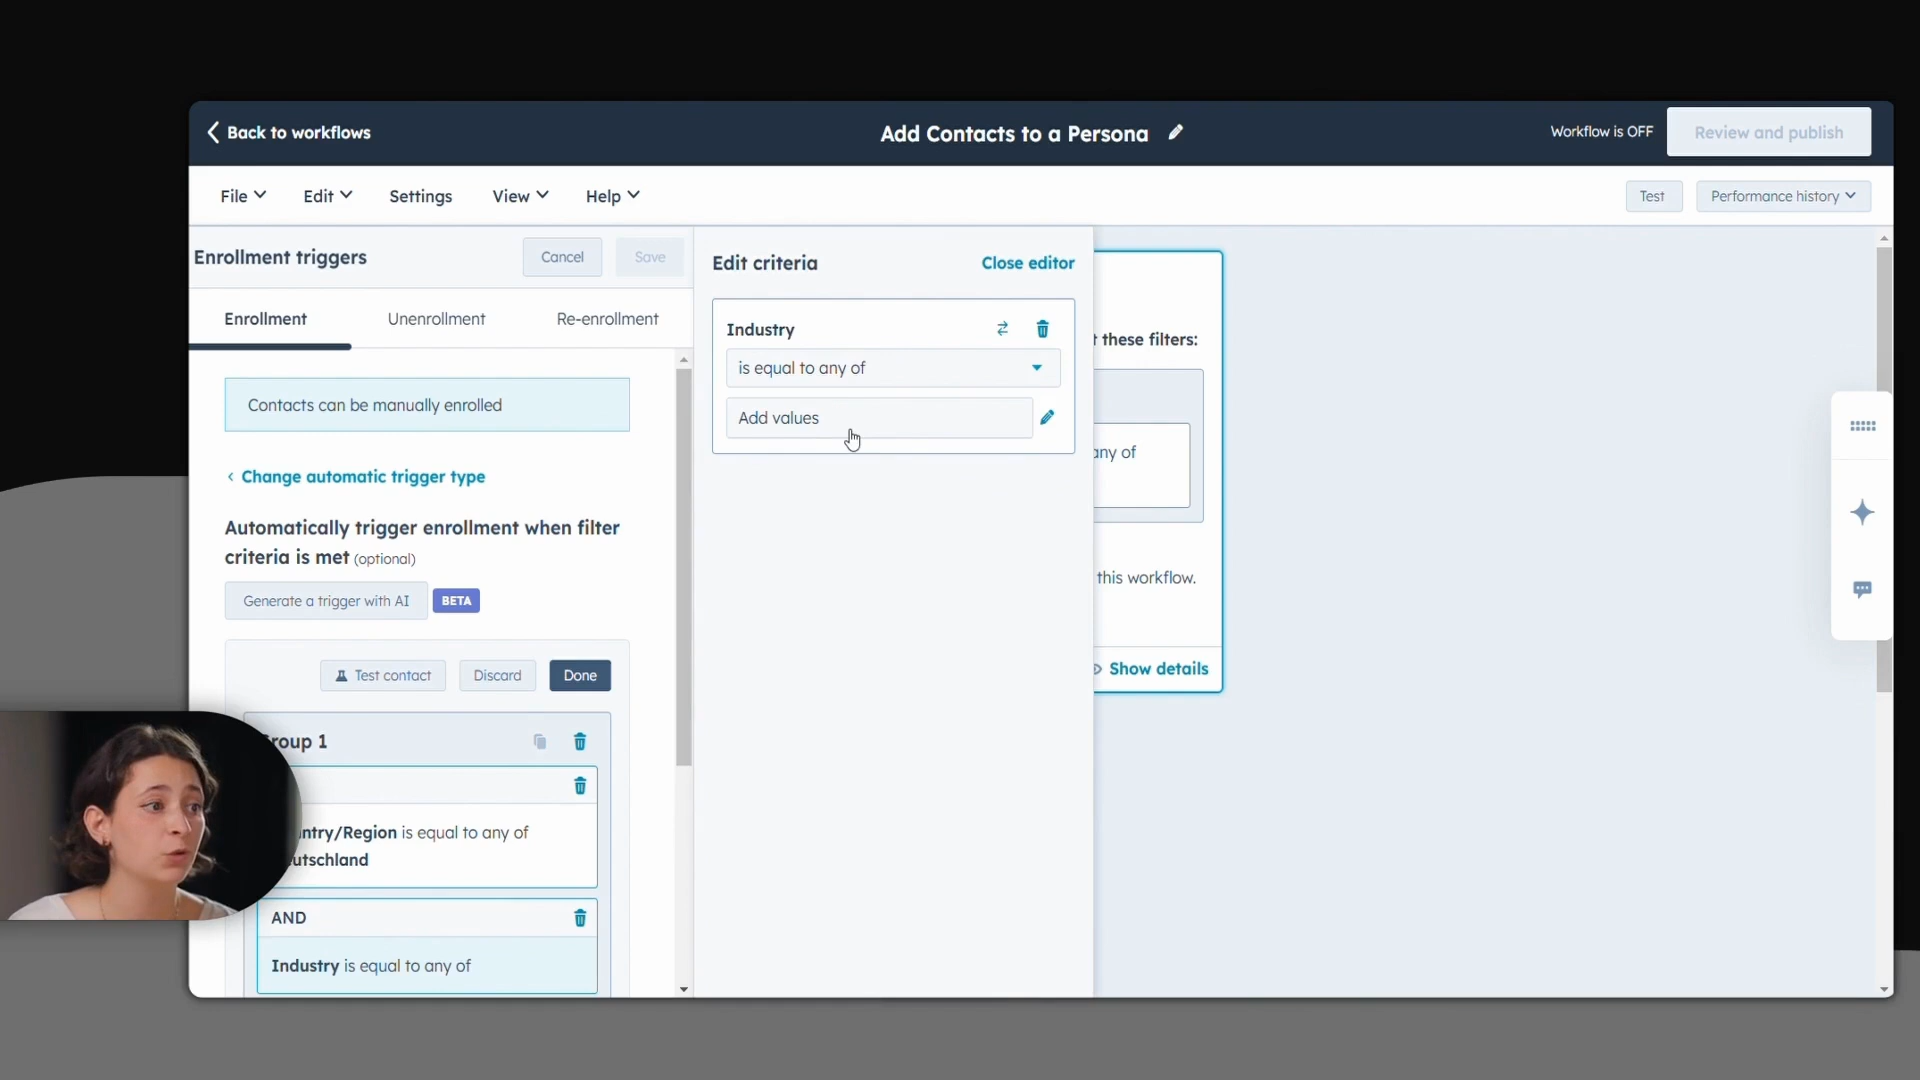 Back to workflows
Add Contacts to a Persona
Workflow is OFF
Review and publish
File
Edit
Settings
View
Help
Test
Performance history
Enrollment triggers
Cancel
Save
Enrollment
Unenrollment
Re-enrollment
Contacts can be manually enrolled
Change automatic trigger type
Automatically trigger enrollment when filter
criteria is met (optional)
Generate a trigger with AI
BETA
Test contact
Discard
Done
roup 1
ntry/Region is equal to any of
utschland
AND
Industry is equal to any of
Edit criteria
Close editor
Industry
is equal to any of
Add values
t these filters:
any of
this workflow.
Show details